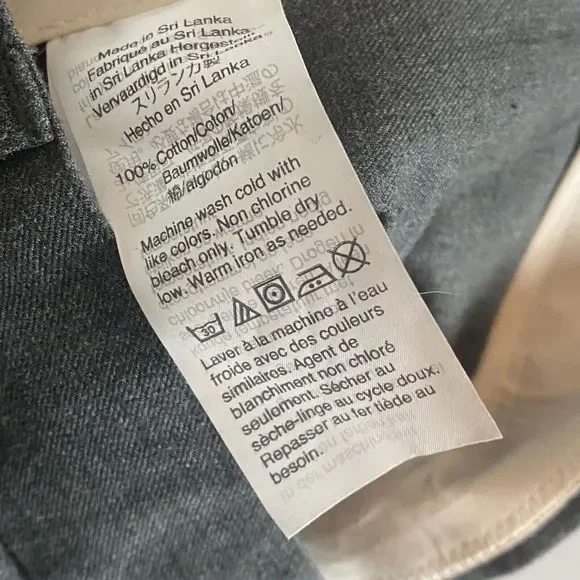 Made in Sri Lanka
Fabriqué au Sri Lanka
in Sri Lanka Hergestellt
Vervaardigd in Sri Lanka
スリランカ製
Hecho en Sri Lanka
100% Cotton/Coton/
Baumwolle/Katoen/
綿/algodón
Machine wash cold with
like colors. Non chlorine
bleach only. Tumble dry
low. Warm iron as needed.
30
Laver à la machine à l'eau
froide avec des couleurs
similaires. Agent de
blanchiment non chloré
seulement. Sécher au
sèche-linge au cycle doux.
Repasser au fer tiède au
besoin.